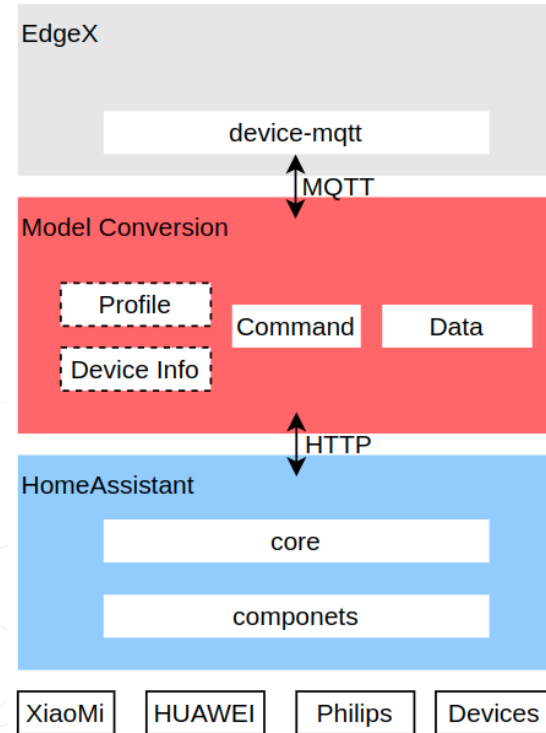 EdgeX
device-mqtt
MQTT
Model Conversion
Profile
Command
Data
Device Info
HTTP
HomeAssistant
core
componets
XiaoMi
HUAWEI
Philips
Devices